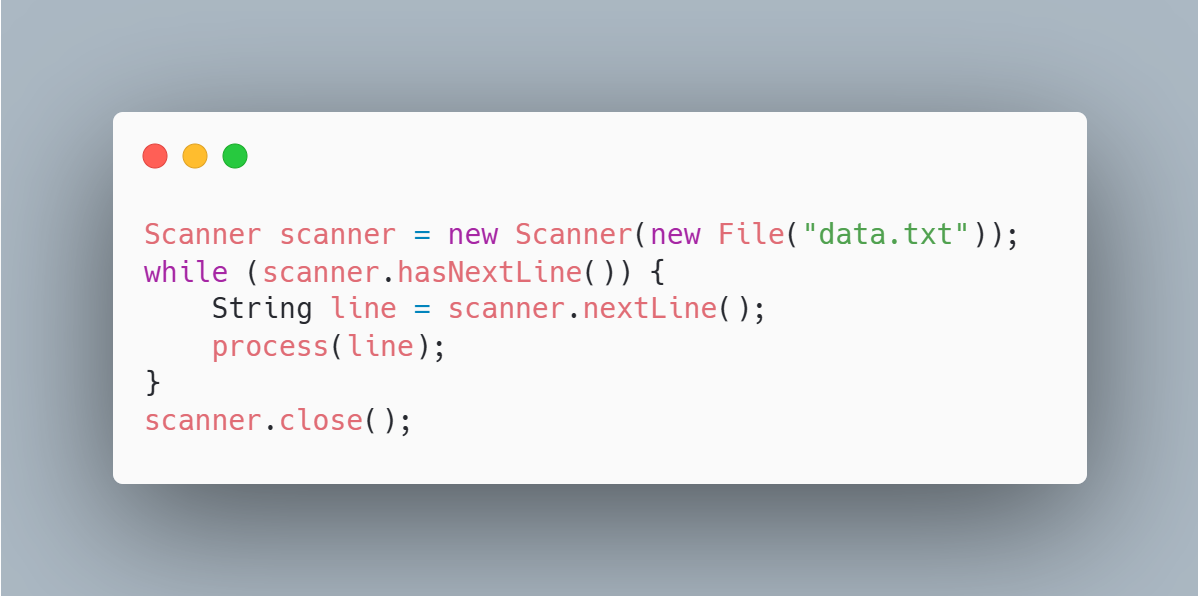 Scanner scanner = new Scanner(new File("data.txt"));
while (scanner.hasNextLine()) {
    String line = scanner.nextLine();
    process(line);
}
scanner.close();